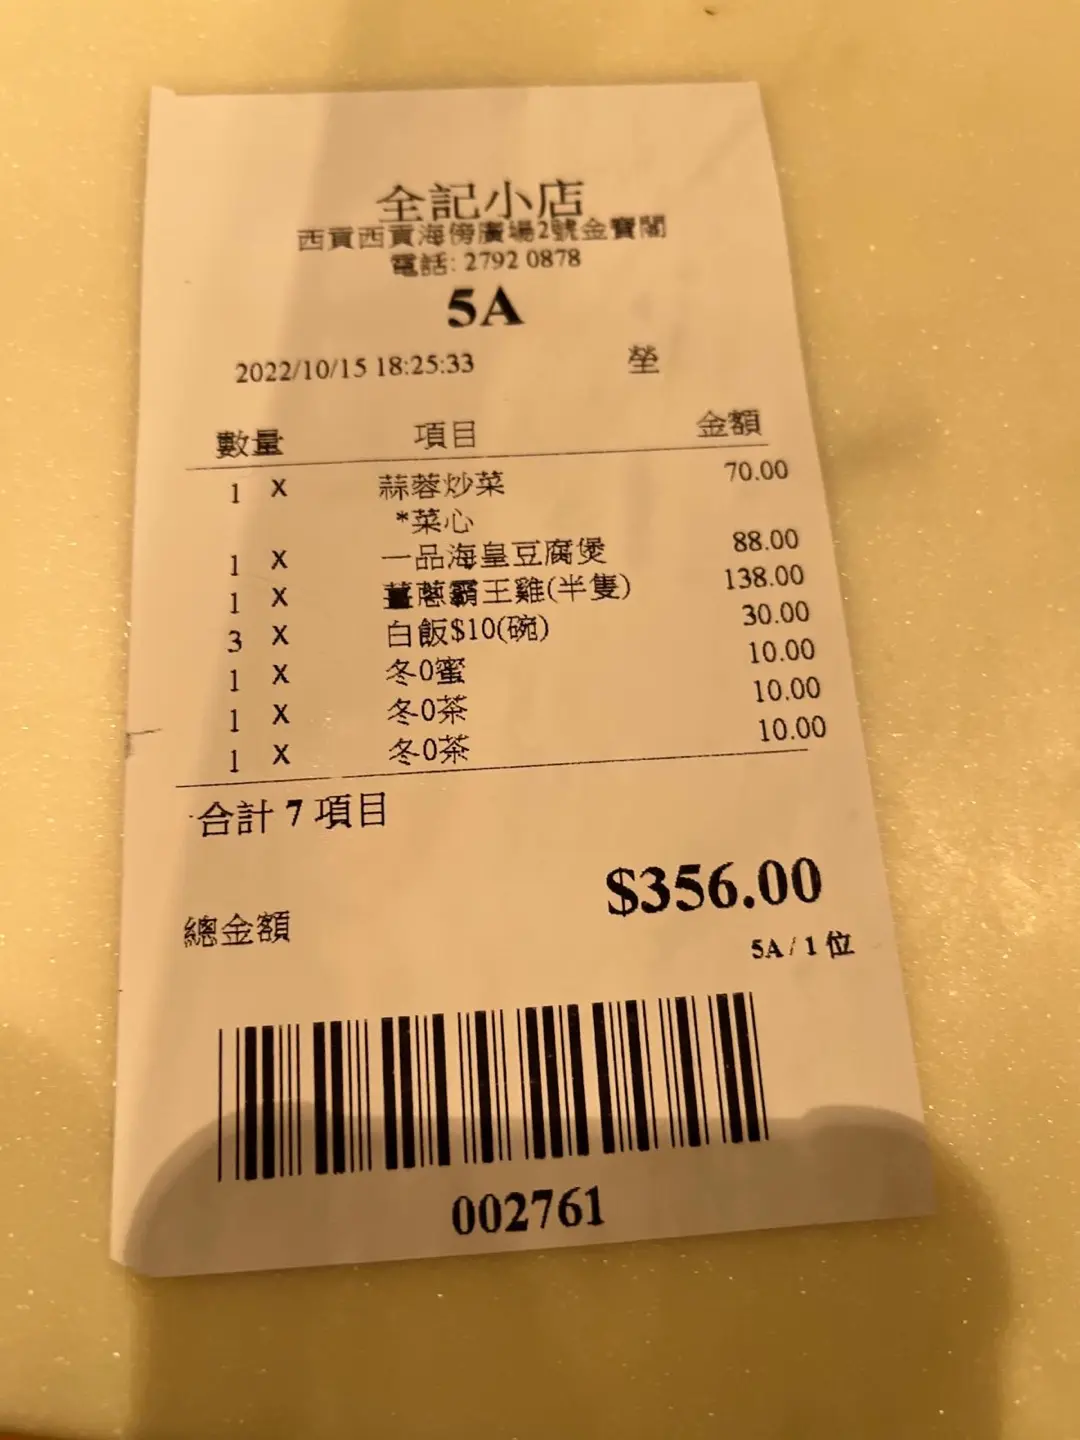 全記小店
西貢西貢海傍廣場2號金寶閣
電話: 2792 0878
5A
2022/10/15 18:25:33 瑩
數量 項目 金額
1 X 蒜蓉炒菜 70.00
*菜心
1 X 一品海皇豆腐煲 88.00
1 X 薑蔥霸王雞(半隻) 138.00
3 X 白飯$10(碗) 30.00
1 X 冬0蜜 10.00
1 X 冬0茶 10.00
1 X 冬0茶 10.00
合計 7 項目
總金額 $356.00
5A / 1 位
002761